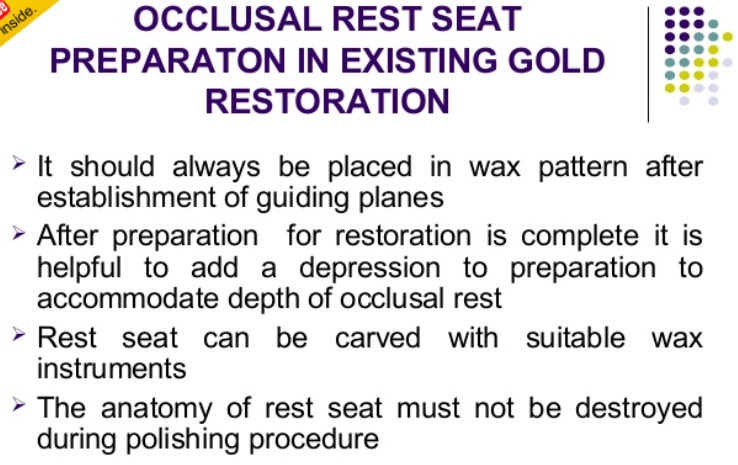 inside.
OCCLUSAL REST SEAT
PREPARATON IN EXISTING GOLD
RESTORATION
It should always be placed in wax pattern after
establishment of guiding planes
After preparation for restoration is complete it is
helpful to add a depression to preparation to
accommodate depth of occlusal rest
Rest seat can be carved with suitable wax
instruments
The anatomy of rest seat must not be destroyed
during polishing procedure